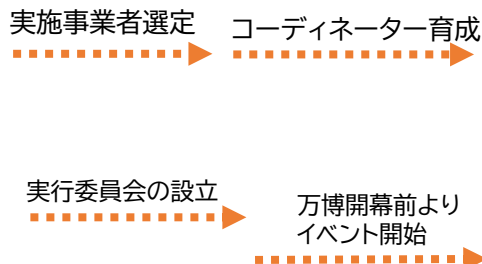 実施事業者選定
コーディネーター育成
実行委員会の設立
万博開幕前より
イベント開始